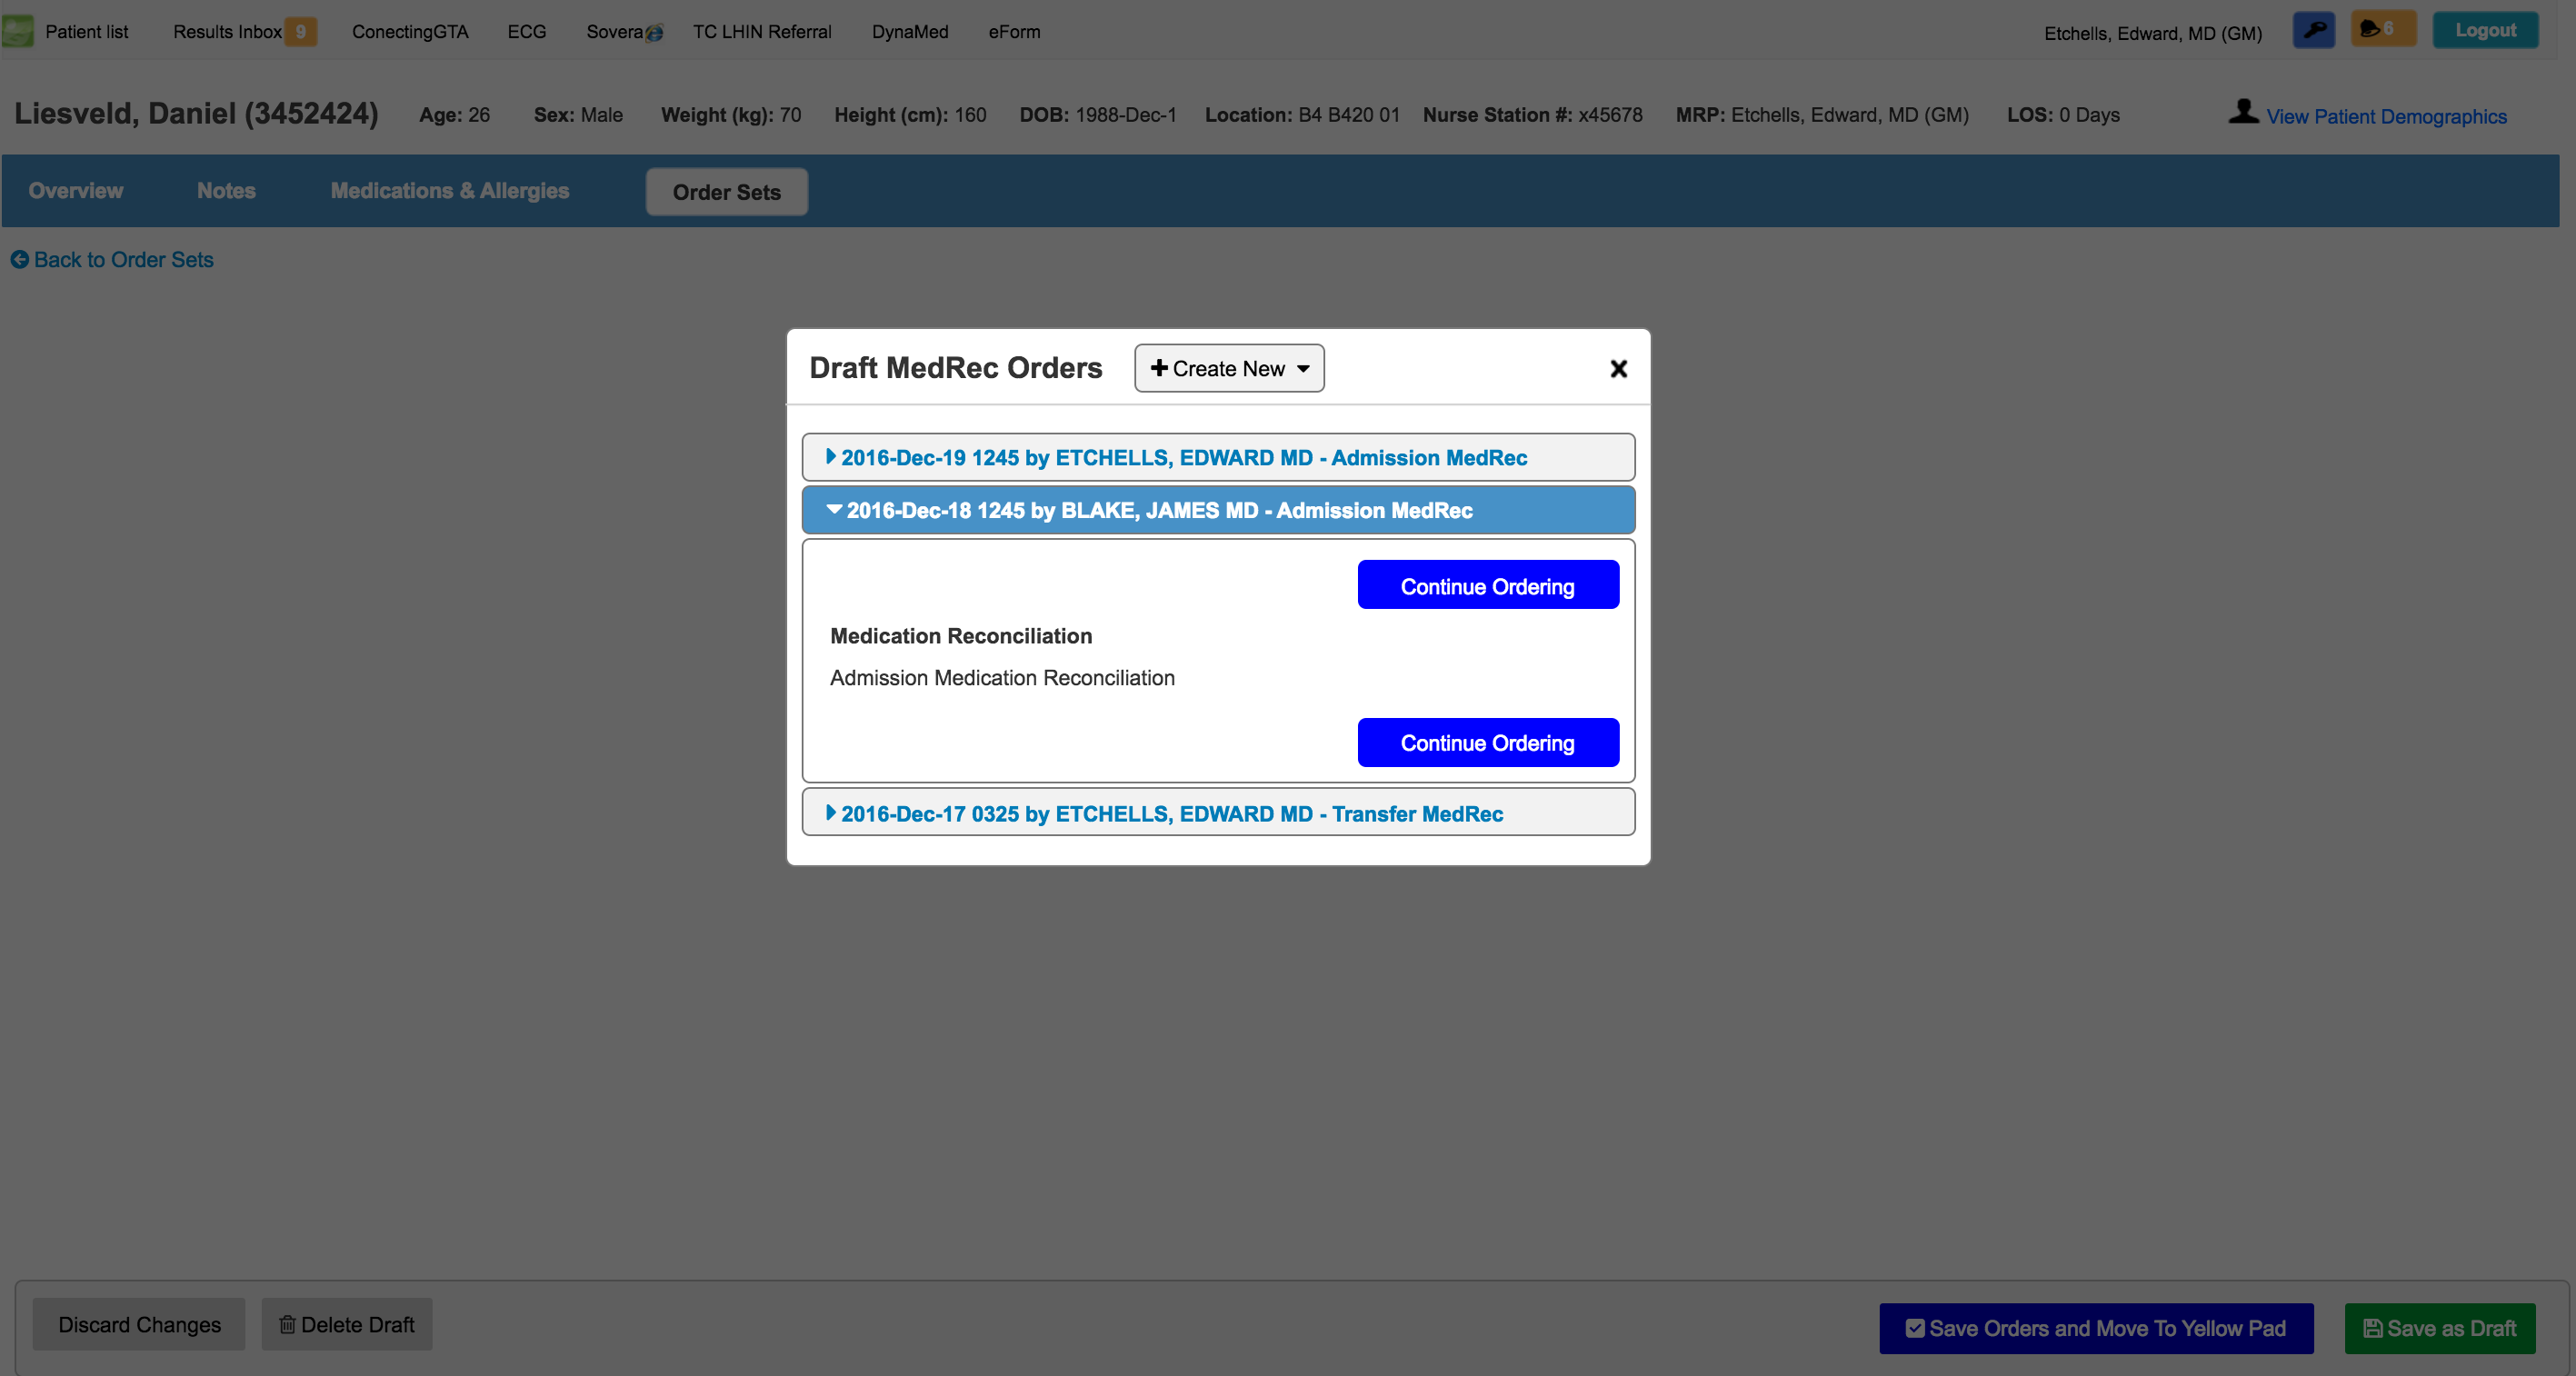 Patient list Results Inbox 9 ConectingGTA ECG Sovera TC LHIN Referral DynaMed eForm Etchells, Edward, MD (GM) 6 Logout
Liesveld, Daniel (3452424) Age: 26 Sex: Male Weight (kg): 70 Height (cm): 160 DOB: 1988-Dec-1 Location: B4 B420 01 Nurse Station #: x45678 MRP: Etchells, Edward, MD (GM) LOS: 0 Days View Patient Demographics
Overview Notes Medications & Allergies Order Sets
Back to Order Sets
Draft MedRec Orders Create New
2016-Dec-19 1245 by ETCHELLS, EDWARD MD - Admission MedRec
2016-Dec-18 1245 by BLAKE, JAMES MD - Admission MedRec
Continue Ordering
Medication Reconciliation
Admission Medication Reconciliation
Continue Ordering
2016-Dec-17 0325 by ETCHELLS, EDWARD MD - Transfer MedRec
Discard Changes Delete Draft Save Orders and Move To Yellow Pad Save as Draft